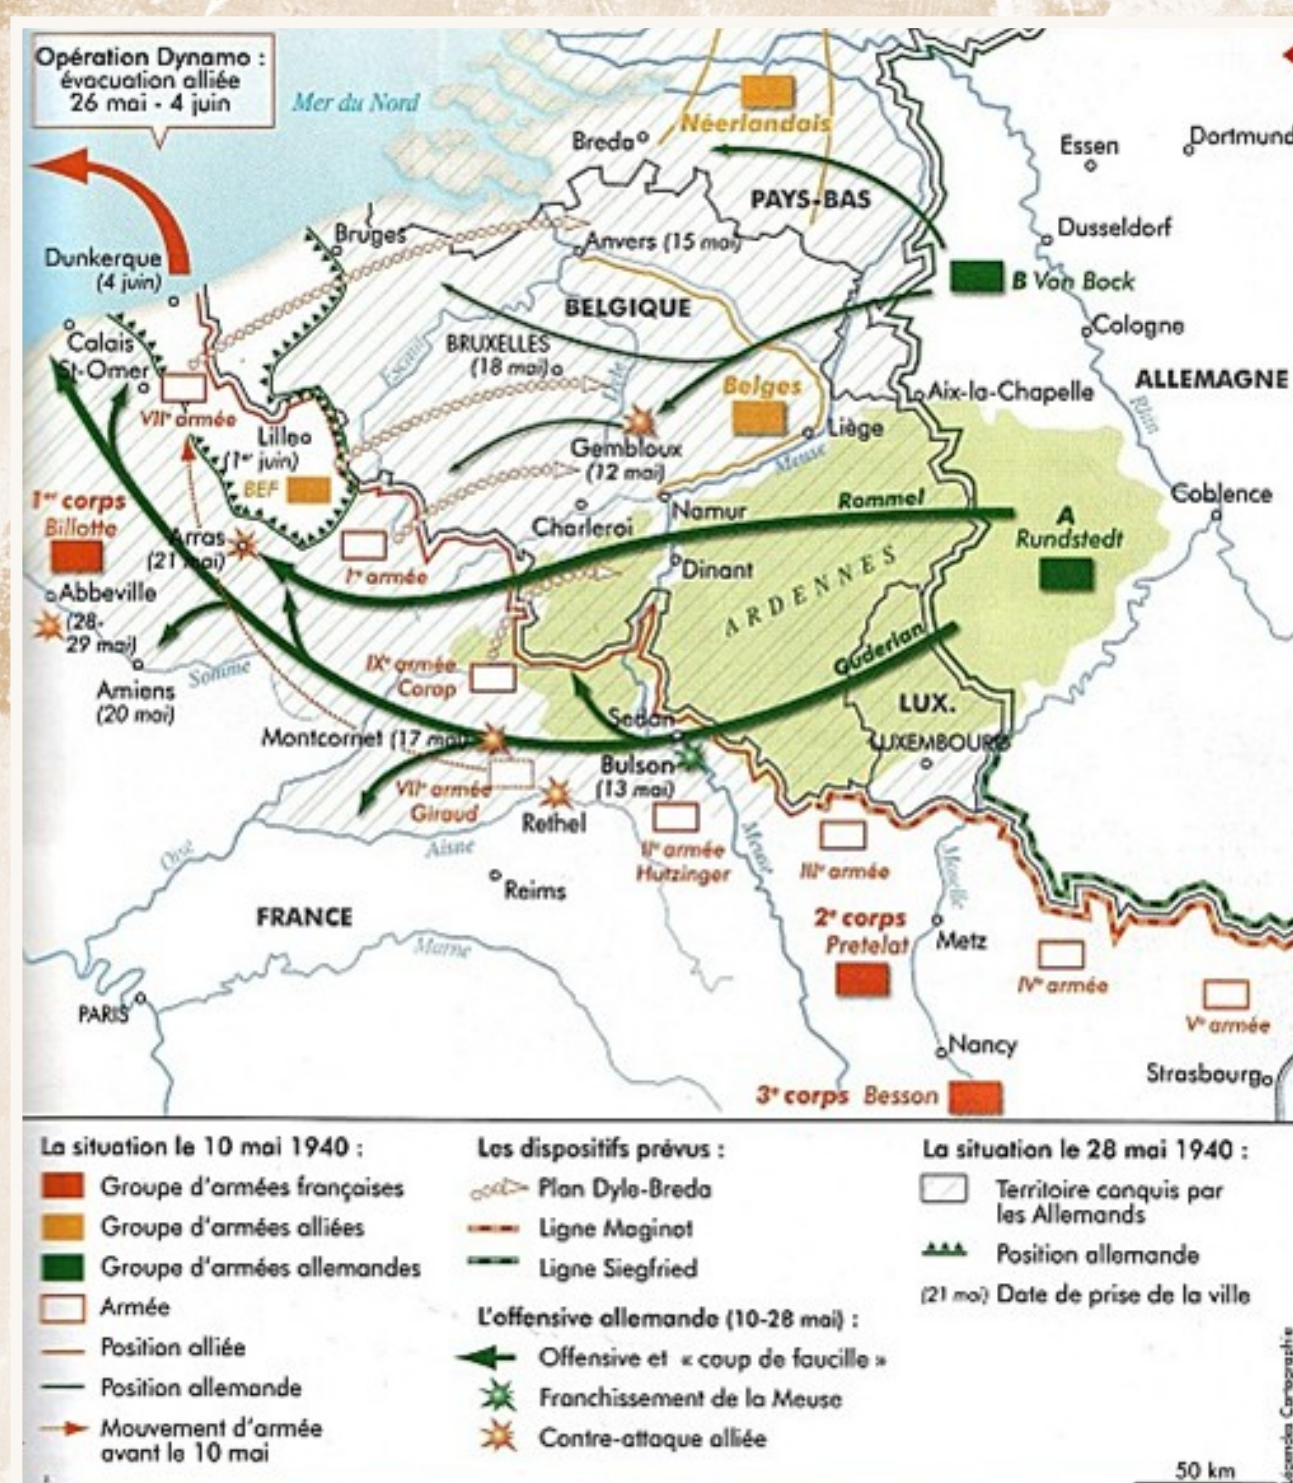 Opération Dynamo :
évacuation alliée
26 mai - 4 juin
Mer du Nord
Néerlandais
Breda
Essen
Dortmund
PAYS-BAS
Dusseldorf
Bruges
Anvers (15 mai)
Dunkerque
(4 juin)
B Von Bock
BELGIQUE
Cologne
Calais
St-Omer
BRUXELLES
(18 mai)
Escaut
ALLEMAGNE
Belges
Aix-la-Chapelle
Rhin
VIIe armée
Lille
(1er juin)
BEF
Gembloux
(12 mai)
Liège
Meuse
1er corps
Billotte
Charleroi
Namur
Rommel
Coblence
A
Rundstedt
Arras
(21 mai)
Ire armée
Dinant
ARDENNES
Abbeville
(28-
29 mai)
Somme
IXe armée
Corap
Guderian
Amiens
(20 mai)
LUX.
Sedan
LUXEMBOURG
Montcornet (17 mai)
Bulson
(13 mai)
VIIe armée
Giraud
Rethel
Oise
Aisne
IIe armée
Hutzinger
Meuse
IIIe armée
Moselle
Reims
FRANCE
Marne
2e corps
Pretelat
Metz
IVe armée
Ve armée
PARIS
Nancy
Strasbourg
3e corps Besson
La situation le 10 mai 1940 :
Groupe d'armées françaises
Groupe d'armées alliées
Groupe d'armées allemandes
Armée
Position alliée
Position allemande
Mouvement d'armée
avant le 10 mai
Les dispositifs prévus :
Plan Dyle-Breda
Ligne Maginot
Ligne Siegfried
L'offensive allemande (10-28 mai) :
Offensive et « coup de faucille »
Franchissement de la Meuse
Contre-attaque alliée
La situation le 28 mai 1940 :
Territoire conquis par
les Allemands
Position allemande
(21 mai) Date de prise de la ville
50 km
Cartographie